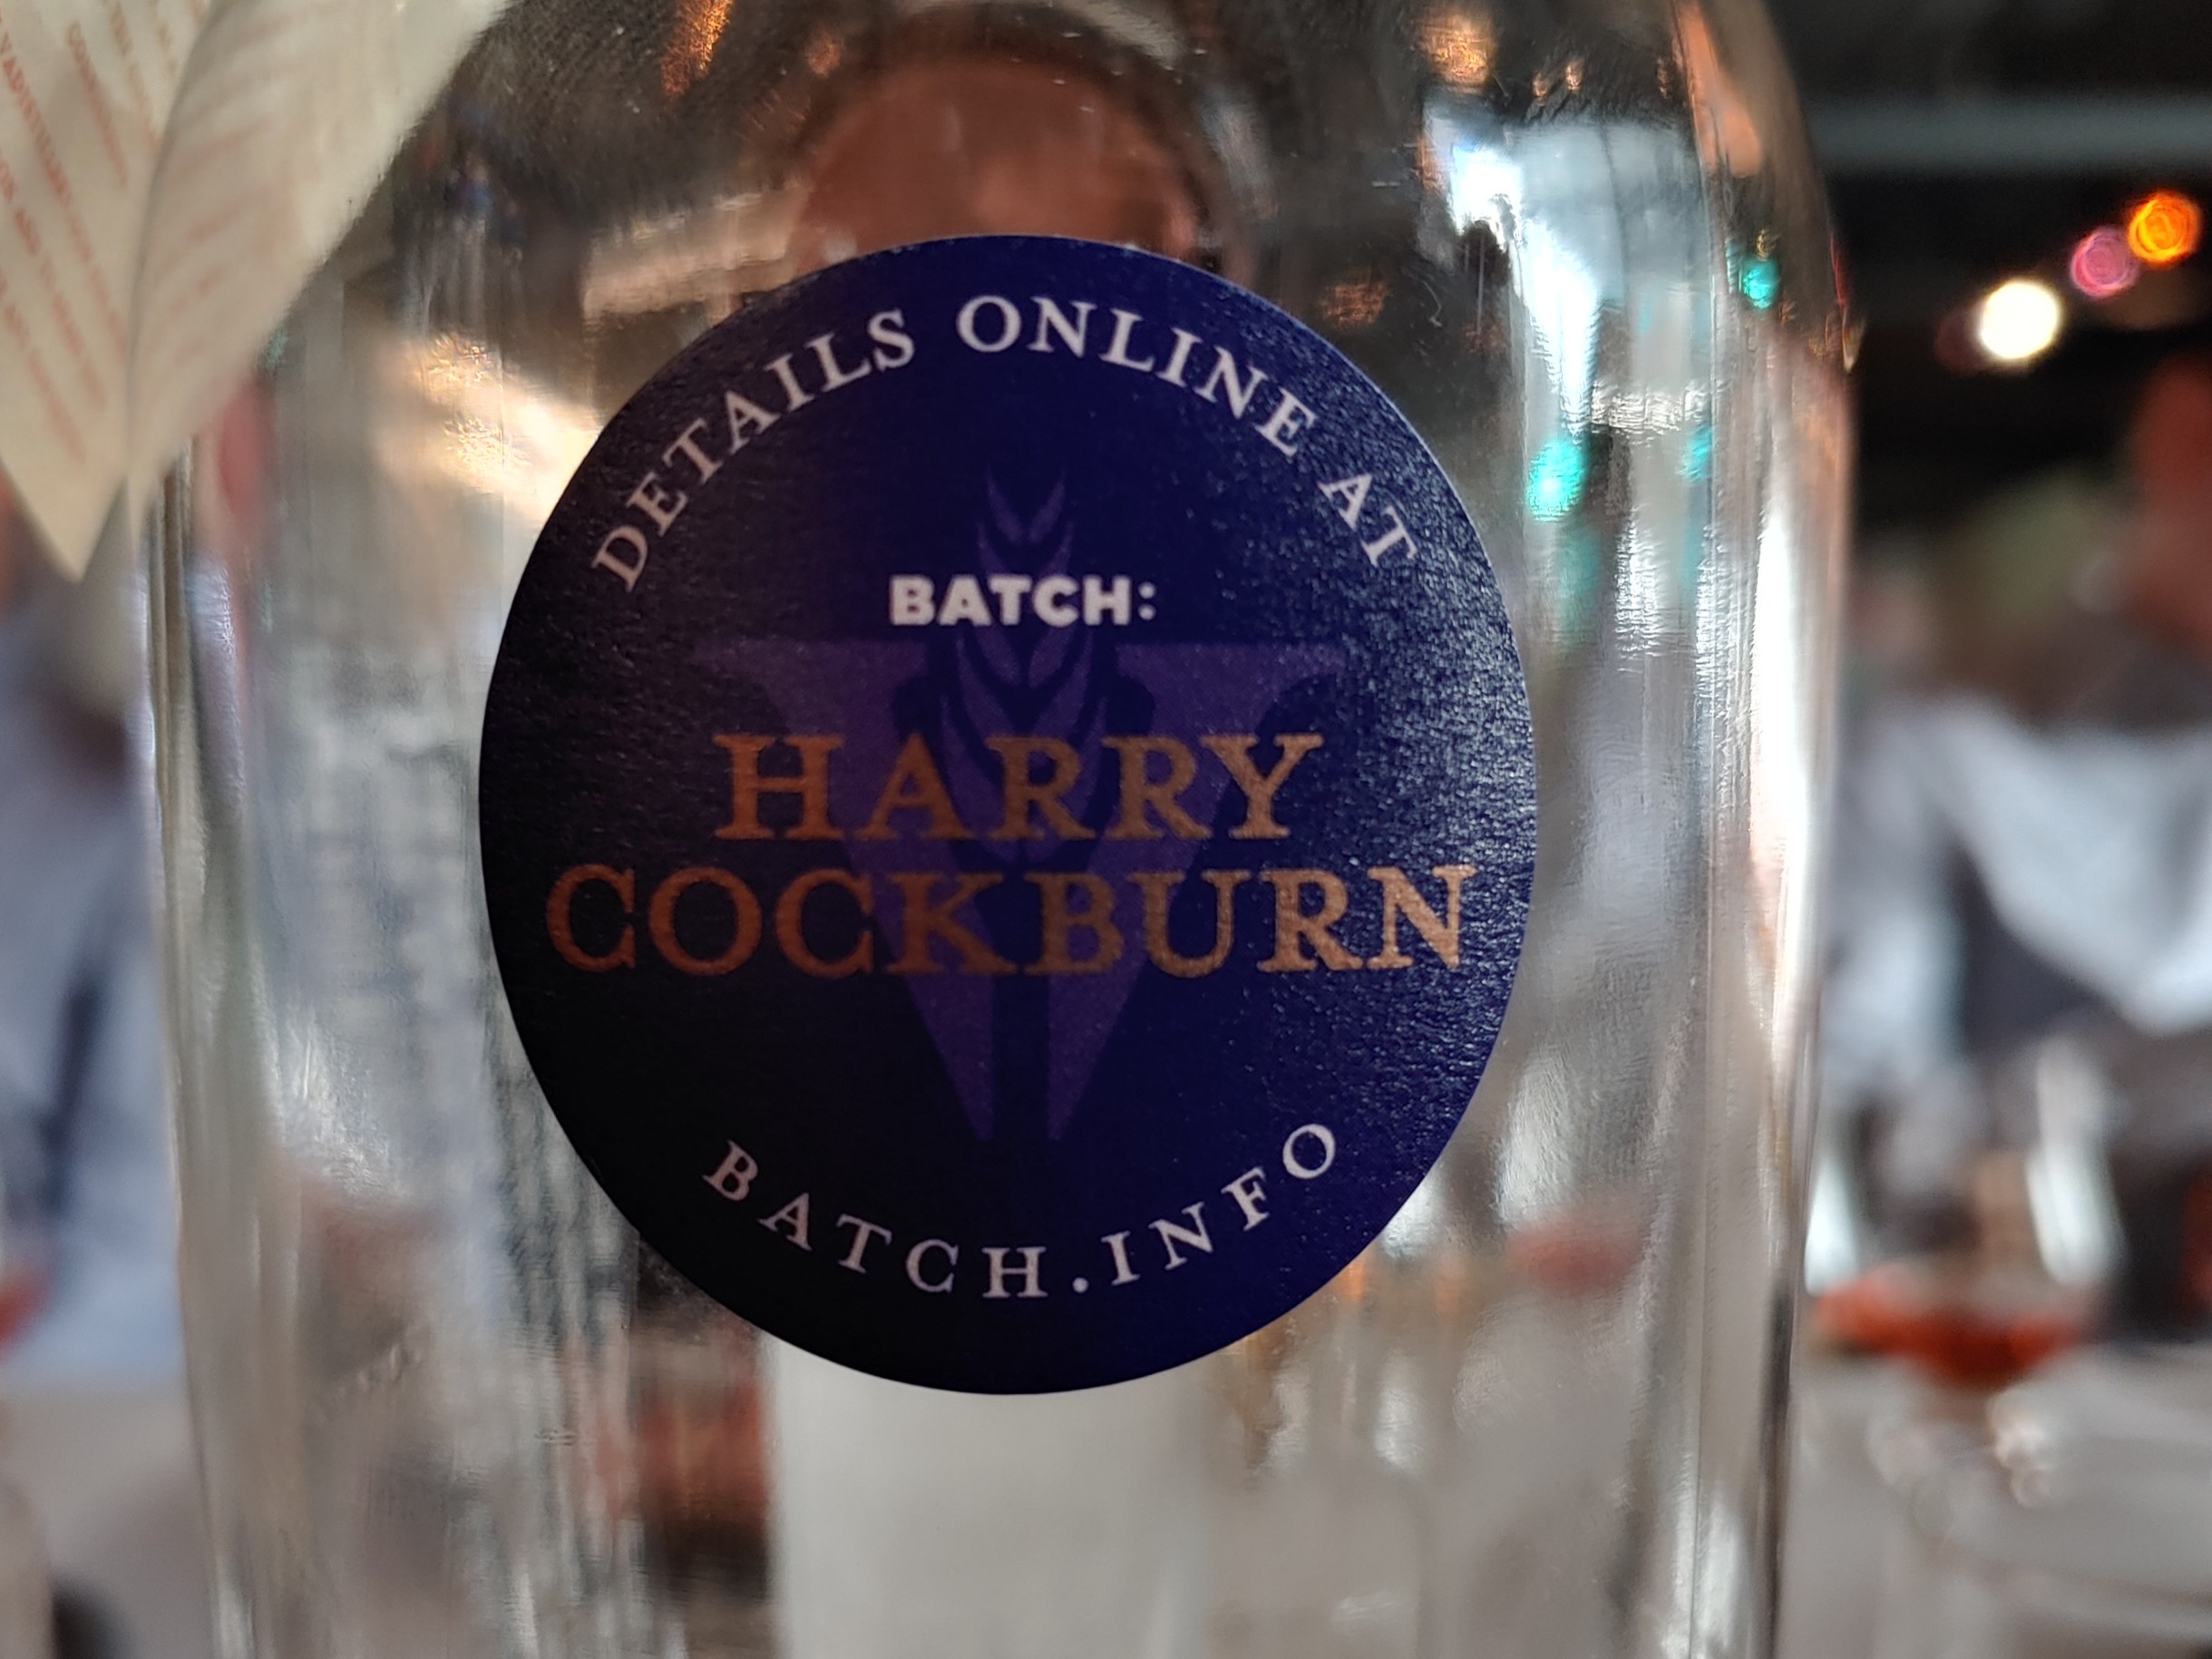 DETAILS ONLINE AT
BATCH:
HARRY
COCKBURN
BATCH.INFO